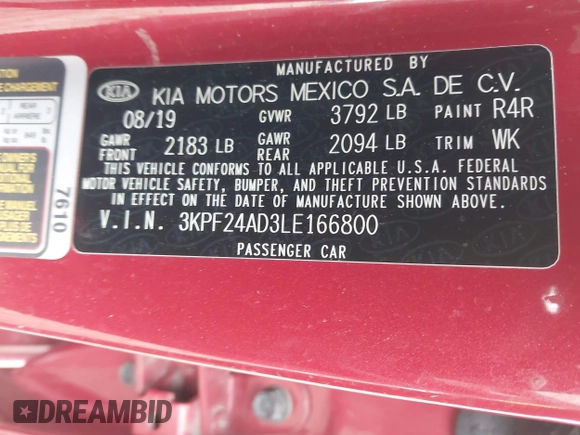 MANUFACTURED BY
KIA KIA MOTORS MEXICO S.A. DE C.V.
08/19 GVWR 3792 LB PAINT R4R
GAWR FRONT 2183 LB GAWR REAR 2094 LB TRIM WK
THIS VEHICLE CONFORMS TO ALL APPLICABLE U.S.A. FEDERAL
MOTOR VEHICLE SAFETY, BUMPER, AND THEFT PREVENTION STANDARDS
IN EFFECT ON THE DATE OF MANUFACTURE SHOWN ABOVE.
V.I.N. 3KPF24AD3LE166800
PASSENGER CAR
REAR
7610
DREAMBID